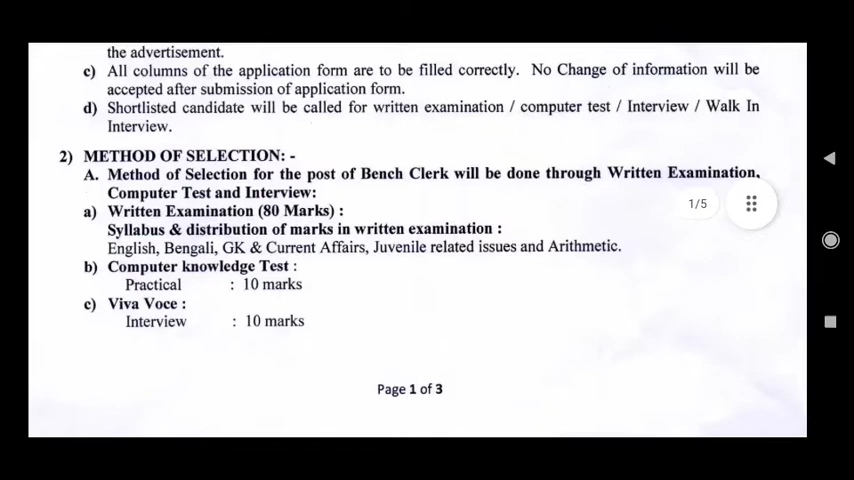 the advertisement.
c) All columns of the application form are to be filled correctly. No Change of information will be
accepted after submission of application form.
d) Shortlisted candidate will be called for written examination / computer test / Interview / Walk In
Interview.
2) METHOD OF SELECTION: -
A. Method of Selection for the post of Bench Clerk will be done through Written Examination,
Computer Test and Interview:
a) Written Examination (80 Marks) :
Syllabus & distribution of marks in written examination :
English, Bengali, GK & Current Affairs, Juvenile related issues and Arithmetic.
b) Computer knowledge Test :
Practical : 10 marks
c) Viva Voce :
Interview : 10 marks
Page 1 of 3
1/5